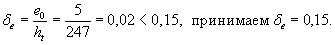 δₑ = e₀/hₜ = 5/247 = 0,02 < 0,15, принимаем δₑ = 0,15.